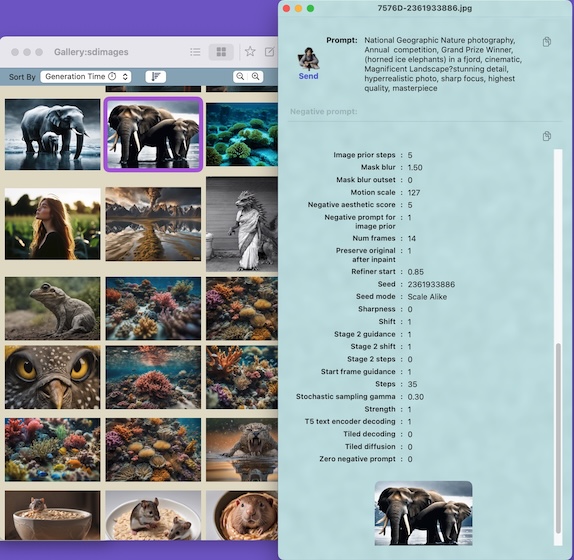 7576D-2361933886.jpg
Gallery:sdimages
Sort By Generation Time
Prompt: National Geographic Nature photography,
Annual competition, Grand Prize Winner,
(horned ice elephants) in a fjord, cinematic,
Magnificent Landscape?stunning detail,
hyperrealistic photo, sharp focus, highest
quality, masterpiece
Send
Negative prompt:
Image prior steps : 5
Mask blur : 1.50
Mask blur outset : 0
Motion scale : 127
Negative aesthetic score : 5
Negative prompt for : 1
image prior
Num frames : 14
Preserve original : 1
after inpaint
Refiner start : 0.85
Seed : 2361933886
Seed mode : Scale Alike
Sharpness : 0
Shift : 1
Stage 2 guidance : 1
Stage 2 shift : 1
Stage 2 steps : 0
Start frame guidance : 1
Steps : 35
Stochastic sampling gamma : 0.30
Strength : 1
T5 text encoder decoding : 1
Tiled decoding : 0
Tiled diffusion : 0
Zero negative prompt : 0